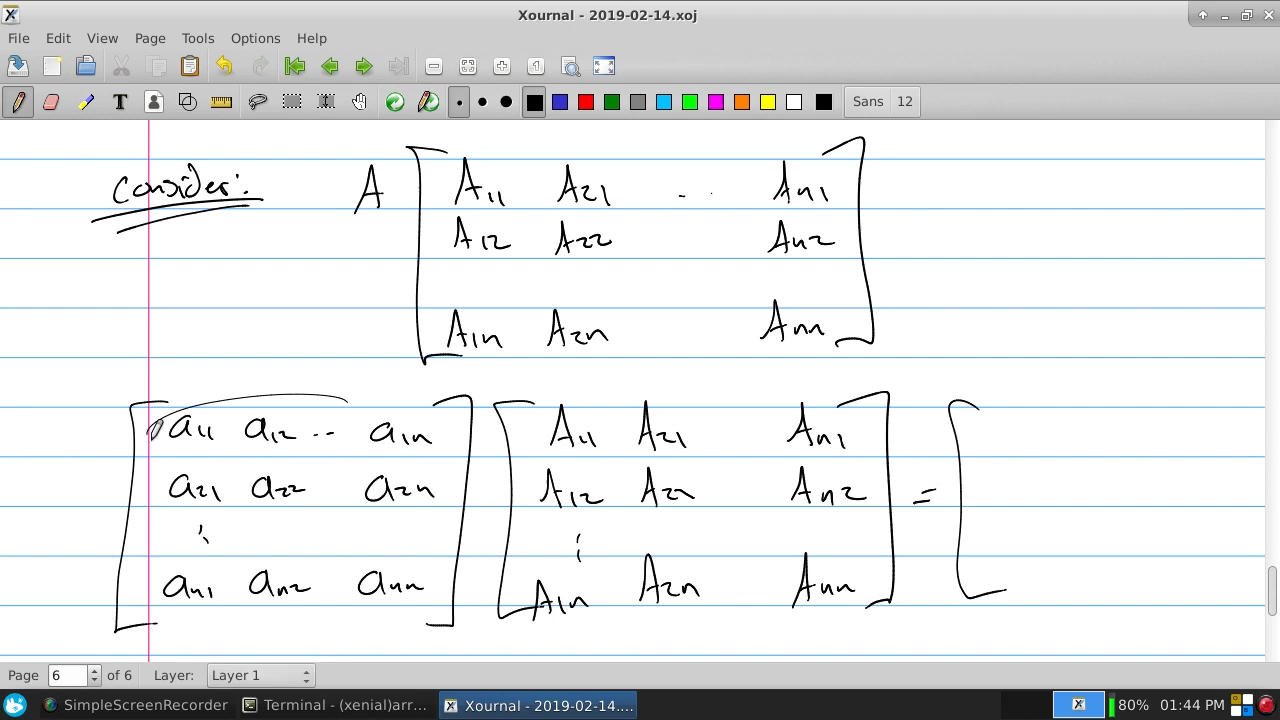 Xournal - 2019-02-14.xoj
File Edit View Page Tools Options Help
Sans 12
Consider: A [ A11 A21 .. An1
A12 A22 An2
A1n A2n Ann ]
[ a11 a12 .. a1n ] [ A11 A21 An1 ]
a21 a22 a2n A12 A22 An2 = [
⋮ ⋮
an1 an2 ann A1n A2n Ann
Page 6 of 6 Layer: Layer 1
SimpleScreenRecorder Terminal - (xenial)arr... Xournal - 2019-02-14.... 80% 01:44 PM